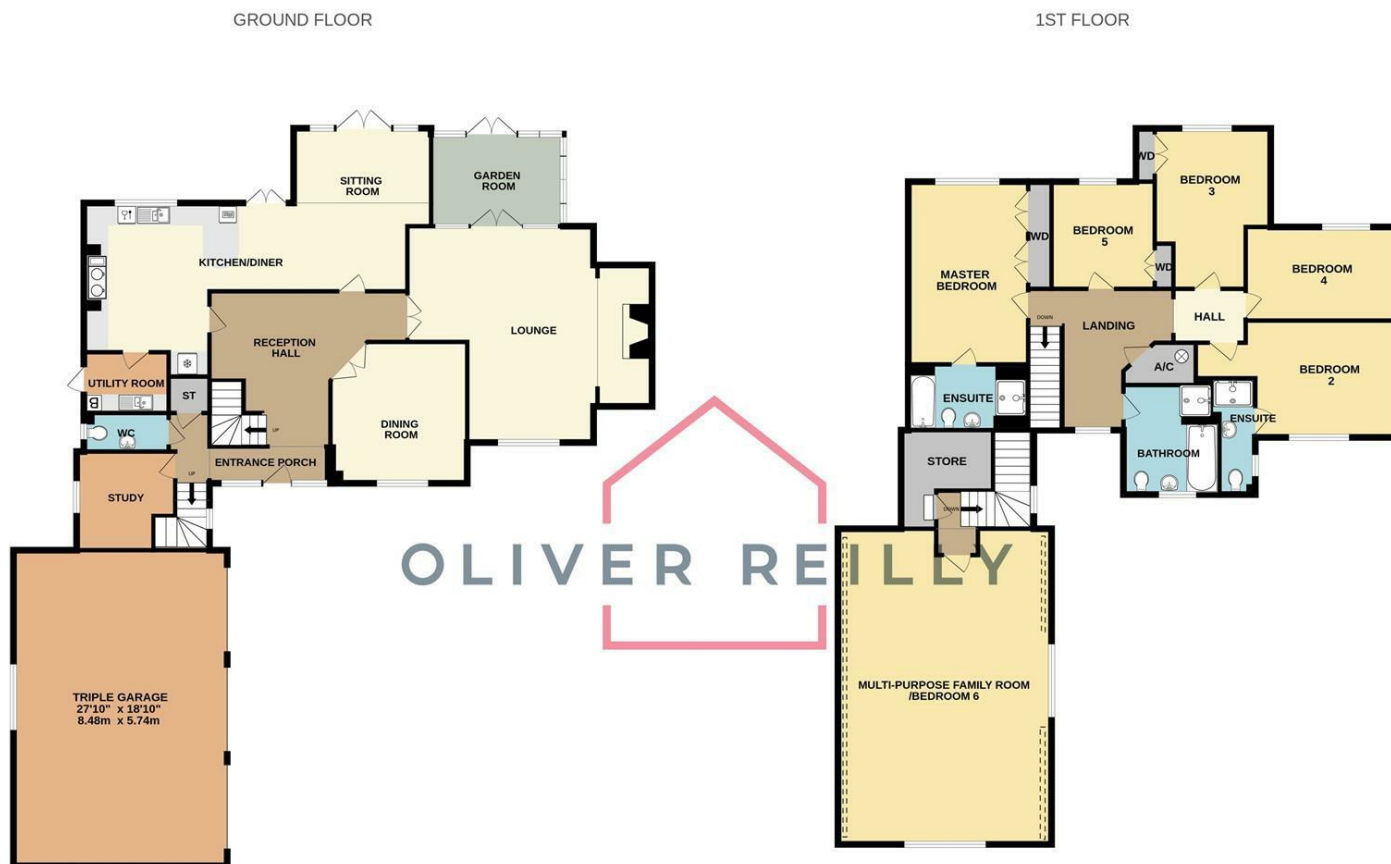 GROUND FLOOR
SITTING
ROOM
GARDEN
ROOM
KITCHEN/DINER
LOUNGE
RECEPTION
HALL
UTILITY ROOM
ST
B
WC
UP
DINING
ROOM
ENTRANCE PORCH
UP
STUDY
TRIPLE GARAGE
27'10" x 18'10"
8.48m x 5.74m
1ST FLOOR
WD
BEDROOM
3
BEDROOM
5
WD
WD
MASTER
BEDROOM
BEDROOM
4
DOWN
LANDING
HALL
A/C
BEDROOM
2
ENSUITE
ENSUITE
BATHROOM
STORE
DOWN
MULTI-PURPOSE FAMILY ROOM
/BEDROOM 6
OLIVER REILLY